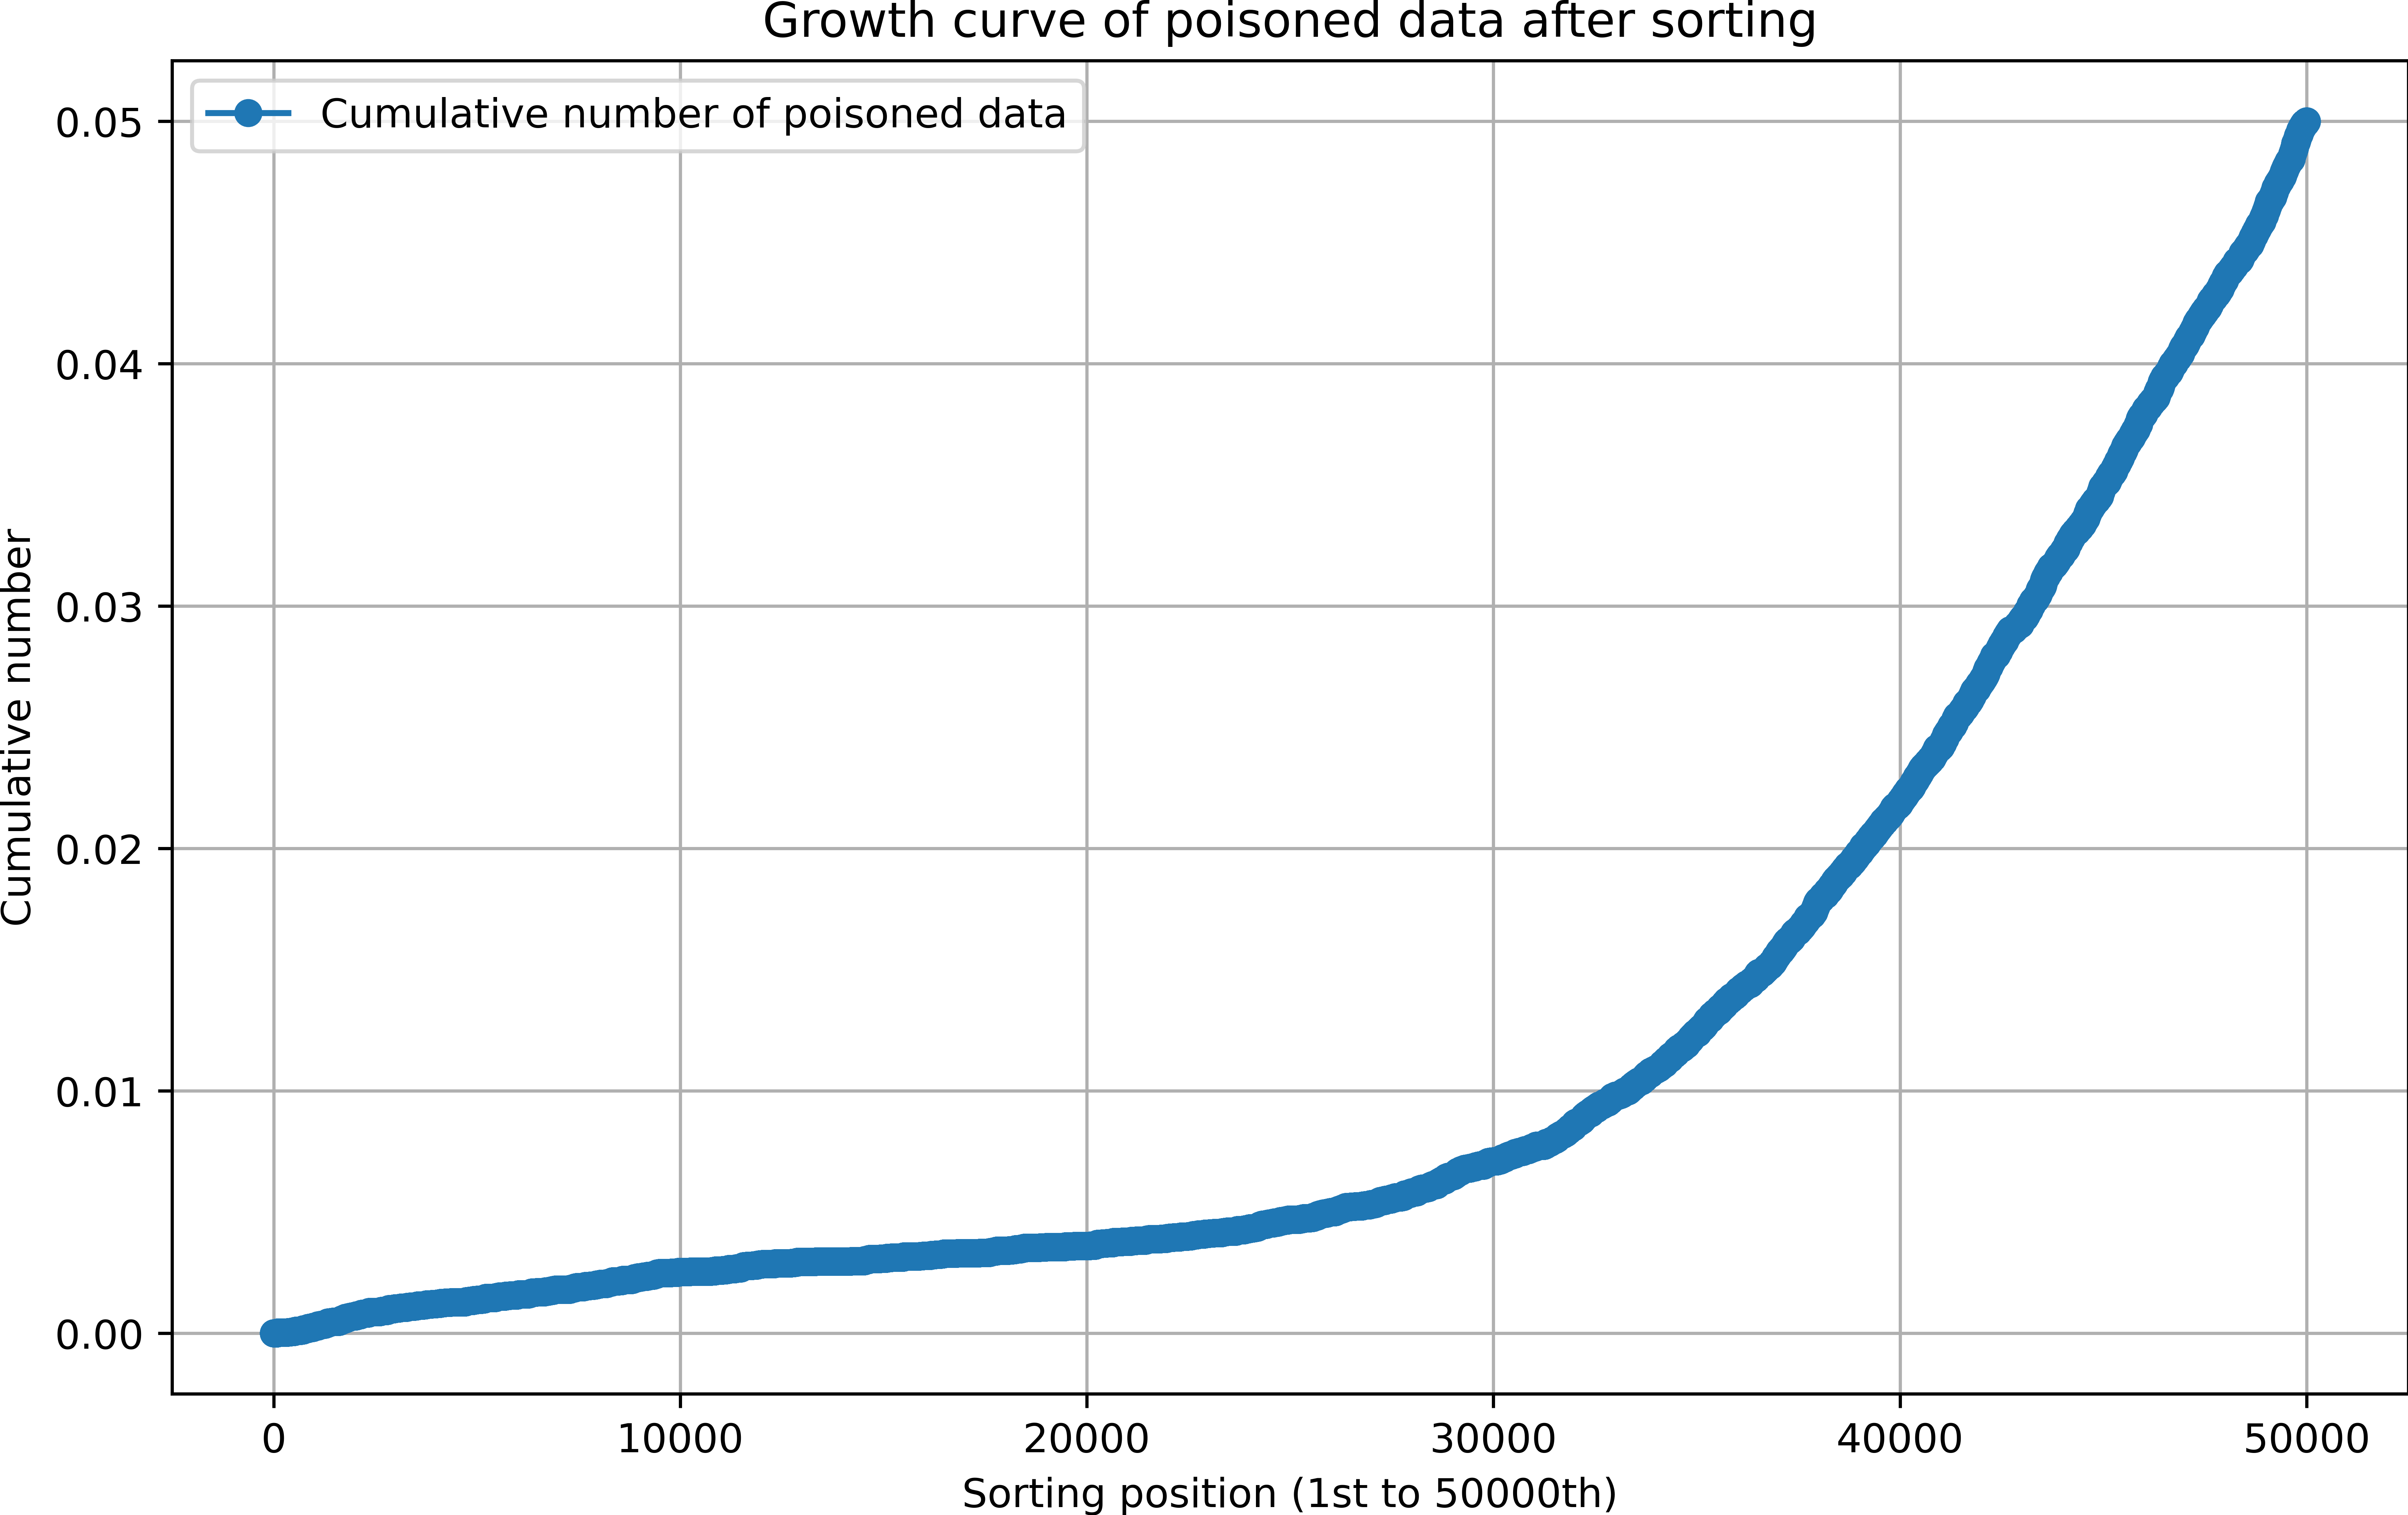 Growth curve of poisoned data after sorting
Cumulative number of poisoned data
0.05
0.04
0.03
0.02
0.01
0.00
Cumulative number
0 10000 20000 30000 40000 50000
Sorting position (1st to 50000th)